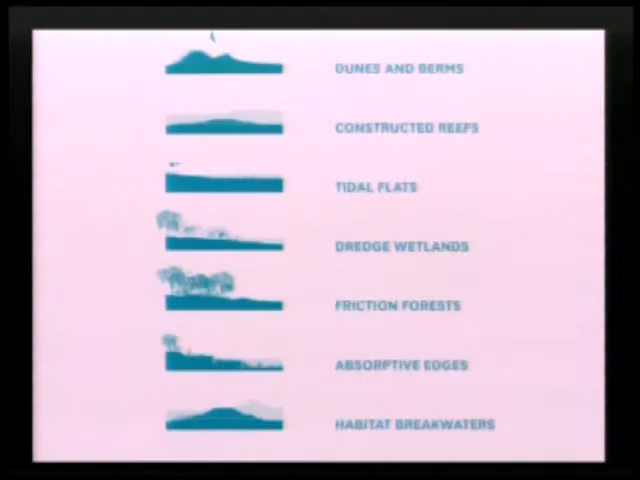 DUNES AND BERMS
CONSTRUCTED REEFS
TIDAL FLATS
DREDGE WETLANDS
FRICTION FORESTS
ABSORPTIVE EDGES
HABITAT BREAKWATERS